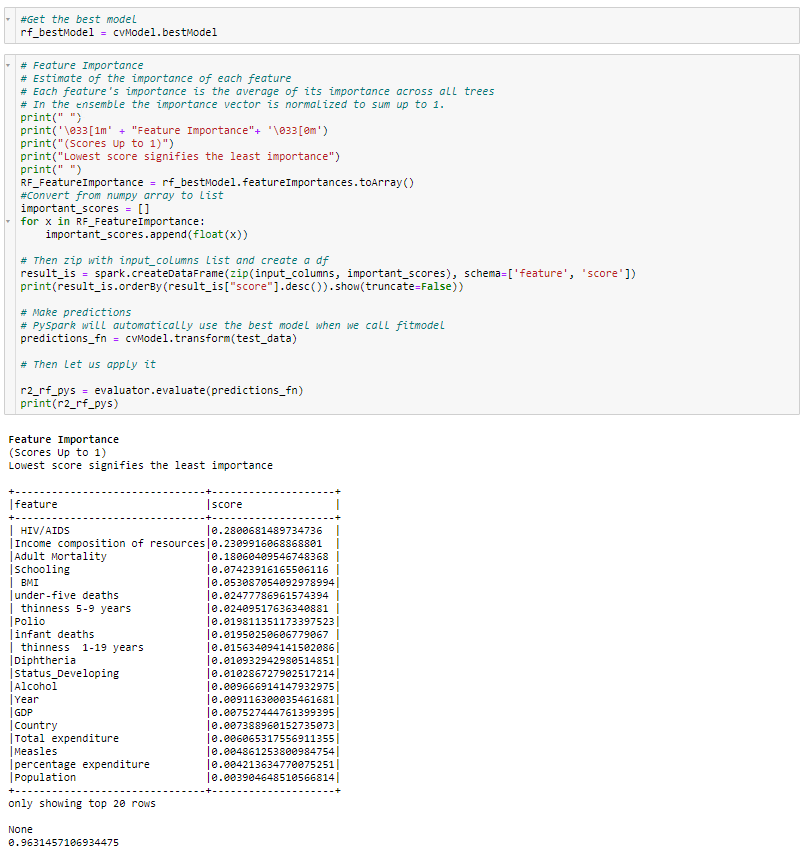 #Get the best model
rf_bestModel = cvModel.bestModel
# Feature Importance
# Estimate of the importance of each feature
# Each feature's importance is the average of its importance across all trees
# In the Ensemble the importance vector is normalized to sum up to 1.
print(" ")
print('\033[1m' + "Feature Importance"+ '\033[0m')
print("(Scores Up to 1)")
print("Lowest score signifies the least importance")
print(" ")
RF_FeatureImportance = rf_bestModel.featureImportances.toArray()
#Convert from numpy array to list
important_scores = []
for x in RF_FeatureImportance:
    important_scores.append(float(x))
# Then zip with input_columns list and create a df
result_is = spark.createDataFrame(zip(input_columns, important_scores), schema=['feature', 'score'])
print(result_is.orderBy(result_is["score"].desc()).show(truncate=False))
# Make predictions
# PySpark will automatically use the best model when we call fitmodel
predictions_fn = cvModel.transform(test_data)
# Then let us apply it
r2_rf_pys = evaluator.evaluate(predictions_fn)
print(r2_rf_pys)
Feature Importance
(Scores Up to 1)
Lowest score signifies the least importance
+-------------------------------+--------------------+
|feature                        |score               |
+-------------------------------+--------------------+
| HIV/AIDS                      |0.2800681489734736  |
|Income composition of resources|0.2309916068868801  |
|Adult Mortality                |0.18060409546748368 |
|Schooling                      |0.07423916165506116 |
| BMI                           |0.053087054092978994|
|under-five deaths              |0.02477786961574394 |
| thinness 5-9 years            |0.02409517636340881 |
|Polio                          |0.019811351173397523|
|infant deaths                  |0.01950250606779067 |
| thinness  1-19 years          |0.015634094141502086|
|Diphtheria                     |0.010932942980514851|
|Status_Developing              |0.010286727902517214|
|Alcohol                        |0.009666914147932975|
|Year                           |0.009116300035461681|
|GDP                            |0.007527444761399395|
|Country                        |0.007388960152735073|
|Total expenditure              |0.006065317556911355|
|Measles                        |0.004861253800984754|
|percentage expenditure         |0.004213634770075251|
|Population                     |0.003904648510566814|
+-------------------------------+--------------------+
only showing top 20 rows
None
0.9631457106934475